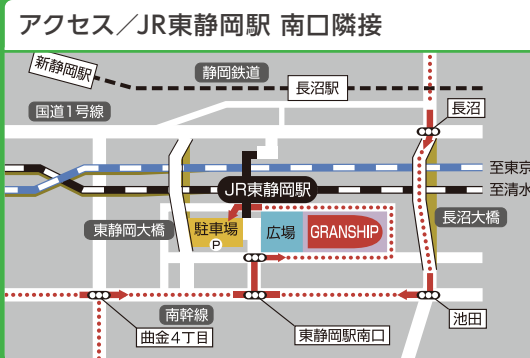 アクセス／JR東静岡駅 南口隣接
新静岡駅
静岡鉄道
長沼駅
国道1号線
長沼
至東京
JR東静岡駅
至清水
東静岡大橋
駐車場
P
広場
GRANSHIP
長沼大橋
南幹線
曲金4丁目
東静岡駅南口
池田